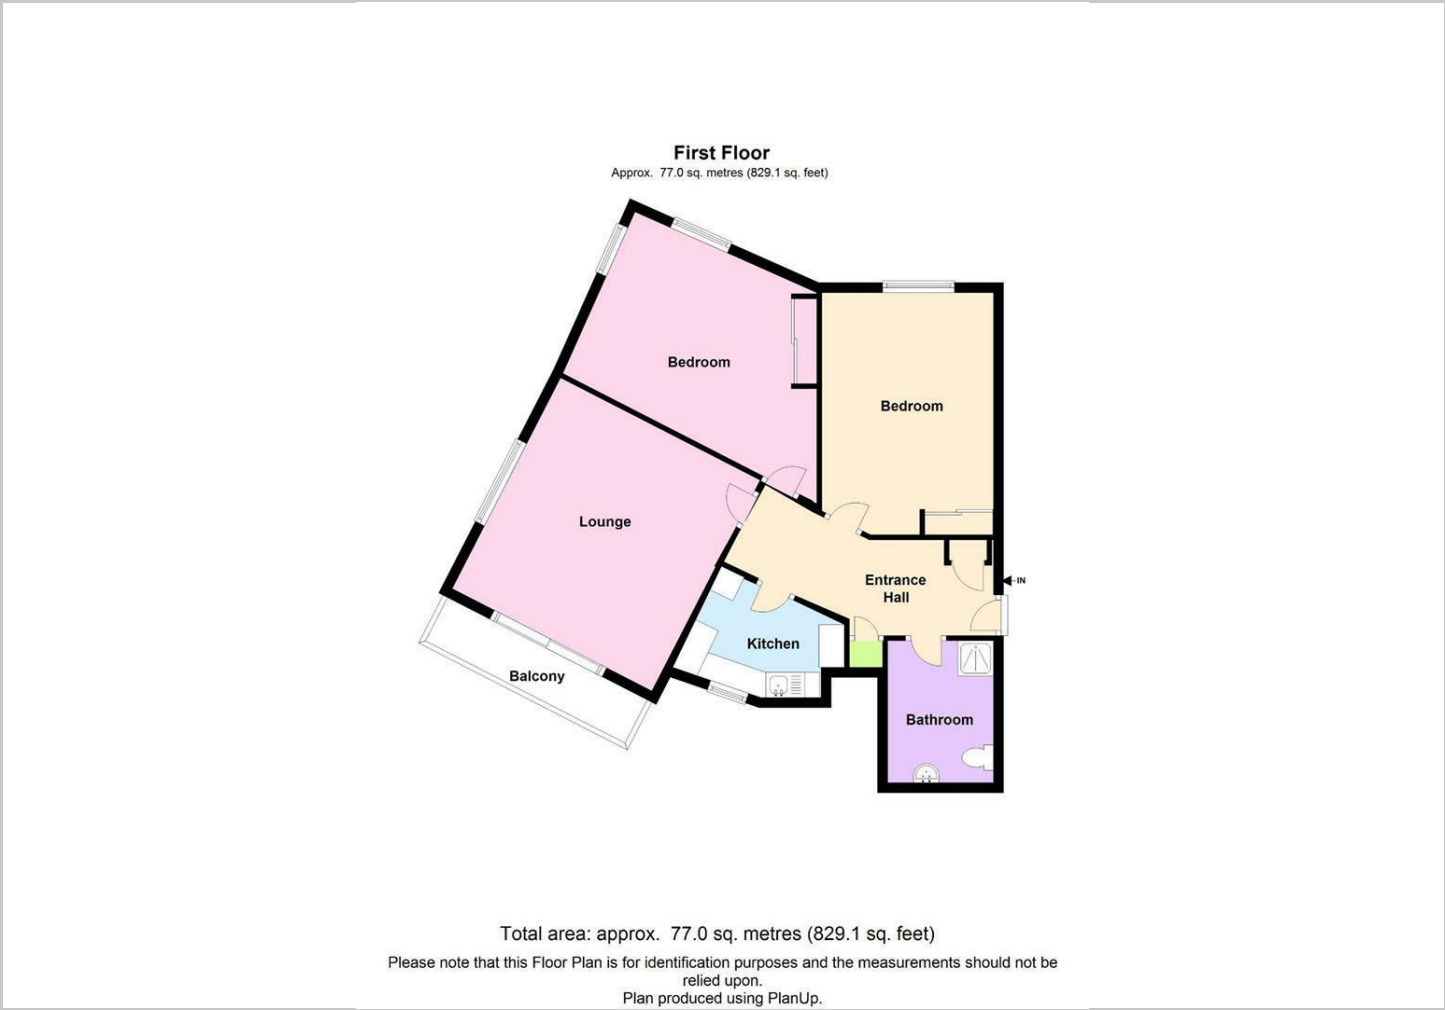 First Floor
Approx. 77.0 sq. metres (829.1 sq. feet)
Bedroom
Bedroom
Lounge
Entrance
Hall
IN
Kitchen
Balcony
Bathroom
Total area: approx. 77.0 sq. metres (829.1 sq. feet)
Please note that this Floor Plan is for identification purposes and the measurements should not be
relied upon.
Plan produced using PlanUp.